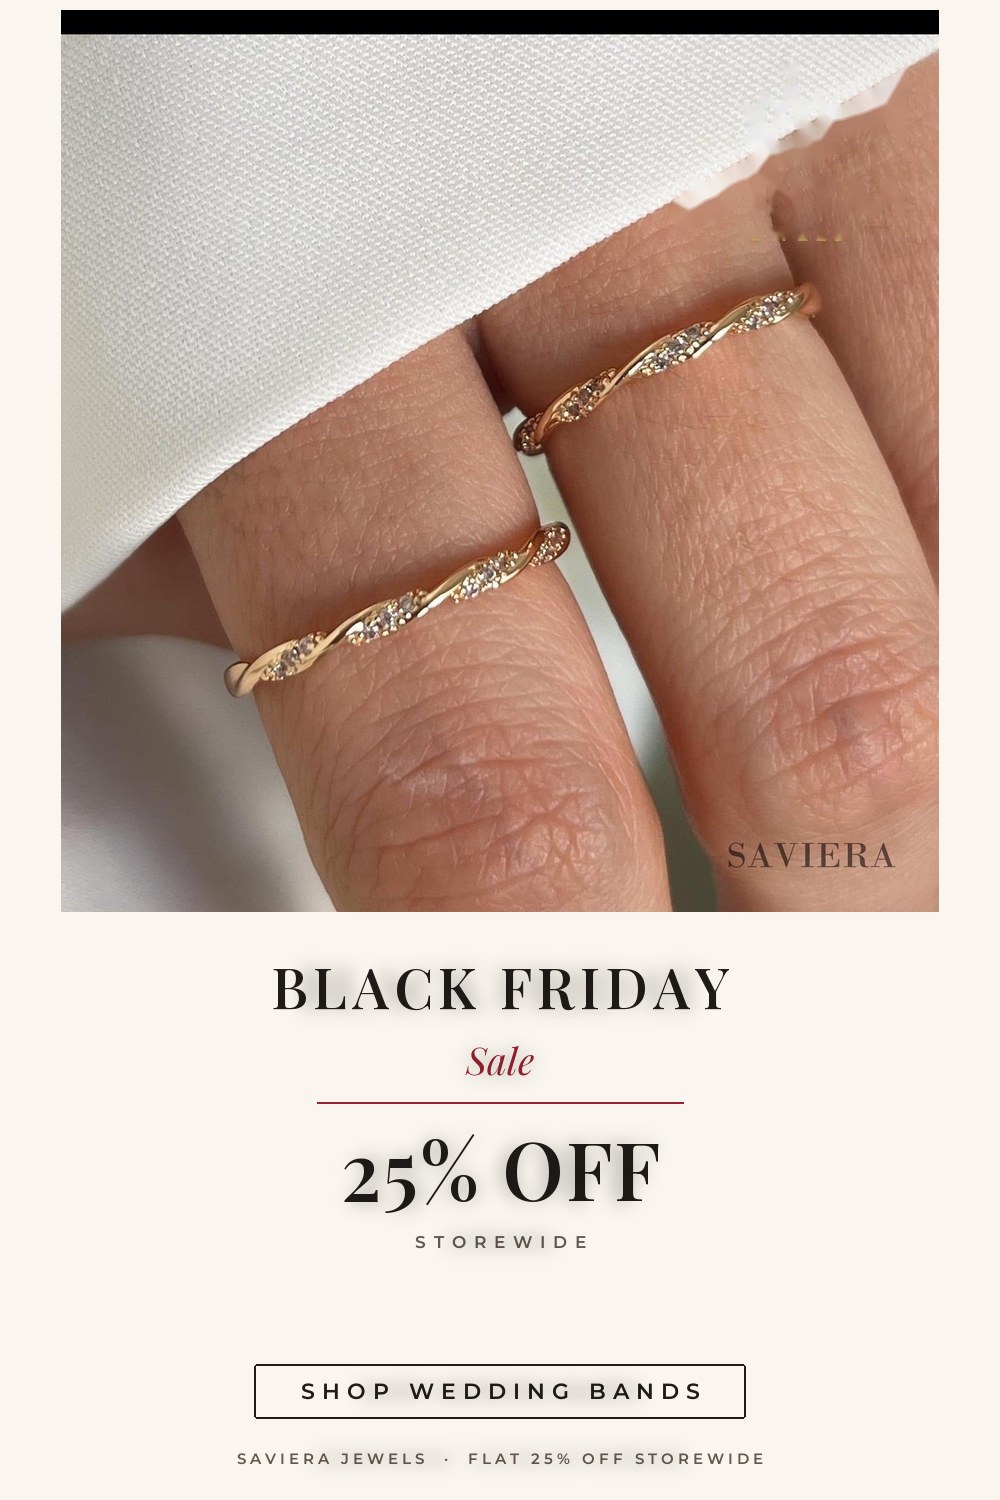 SAVIERA
BLACK FRIDAY
Sale
25% OFF
STOREWIDE
SHOP WEDDING BANDS
SAVIERA JEWELS · FLAT 25% OFF STOREWIDE